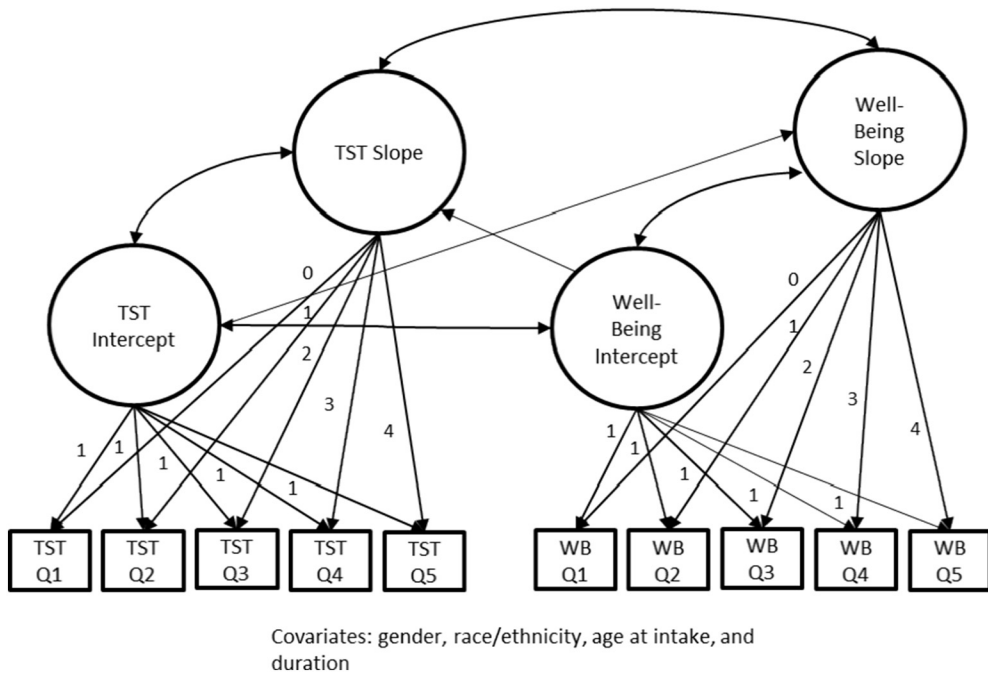 Well-
Being
Slope
TST Slope
TST
Intercept
Well-
Being
Intercept
0
1
2
3
4
0
1
2
3
4
1
1
1
1
1
1
1
1
1
1
TST
Q1
TST
Q2
TST
Q3
TST
Q4
TST
Q5
WB
Q1
WB
Q2
WB
Q3
WB
Q4
WB
Q5
Covariates: gender, race/ethnicity, age at intake, and
duration